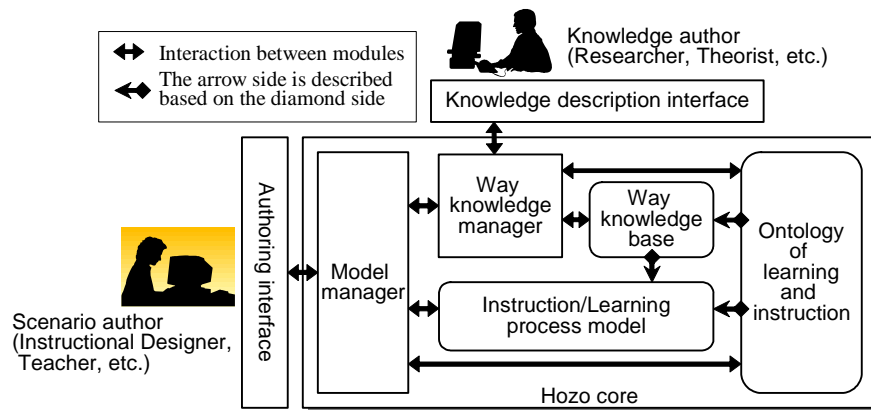 Knowledge author
(Researcher, Theorist, etc.)
Interaction between modules
The arrow side is described
based on the diamond side
Knowledge description interface
Authoring interface
Model
manager
Way
knowledge
manager
Way
knowledge
base
Ontology
of
learning
and
instruction
Instruction/Learning
process model
Scenario author
(Instructional Designer,
Teacher, etc.)
Hozo core